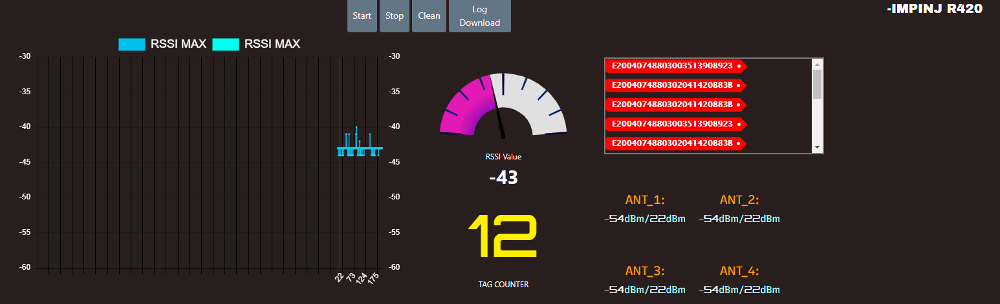 Start
Stop
Clean
Log
Download
-IMPINJ R420
RSSI MAX
RSSI MAX
-30
-35
-40
-45
-50
-55
-60
-30
-35
-40
-45
-50
-55
-60
22
73
124
175
RSSI Value
-43
12
TAG COUNTER
E20040748803003513908923
E2004074880302041420883B
E2004074880302041420883B
E20040748803003513908923
E2004074880302041420883B
ANT_1:
-54dBm/22dBm
ANT_2:
-54dBm/22dBm
ANT_3:
-54dBm/22dBm
ANT_4:
-54dBm/22dBm